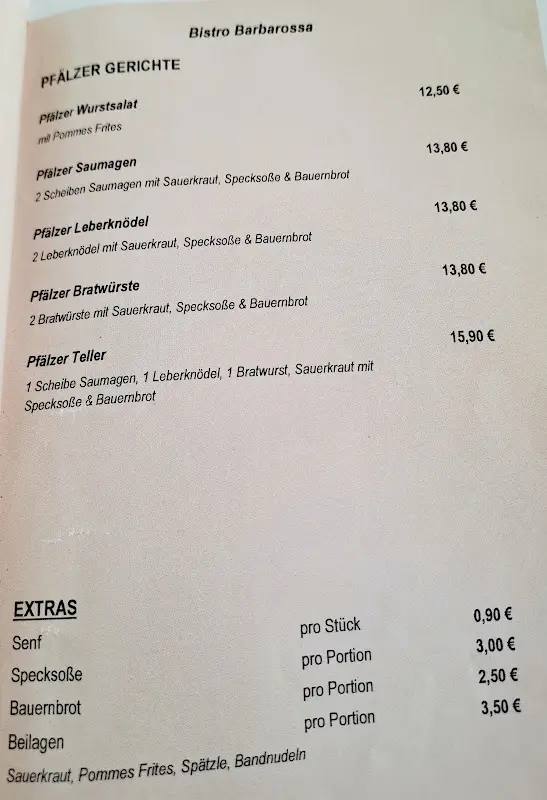 Bistro Barbarossa
PFÄLZER GERICHTE
Pfälzer Wurstsalat 12,50 €
mit Pommes Frites
Pfälzer Saumagen 13,80 €
2 Scheiben Saumagen mit Sauerkraut, Specksoße & Bauernbrot
Pfälzer Leberknödel 13,80 €
2 Leberknödel mit Sauerkraut, Specksoße & Bauernbrot
Pfälzer Bratwürste 13,80 €
2 Bratwürste mit Sauerkraut, Specksoße & Bauernbrot
Pfälzer Teller 15,90 €
1 Scheibe Saumagen, 1 Leberknödel, 1 Bratwurst, Sauerkraut mit
Specksoße & Bauernbrot
EXTRAS
Senf pro Stück 0,90 €
Specksoße pro Portion 3,00 €
Bauernbrot pro Portion 2,50 €
Beilagen pro Portion 3,50 €
Sauerkraut, Pommes Frites, Spätzle, Bandnudeln